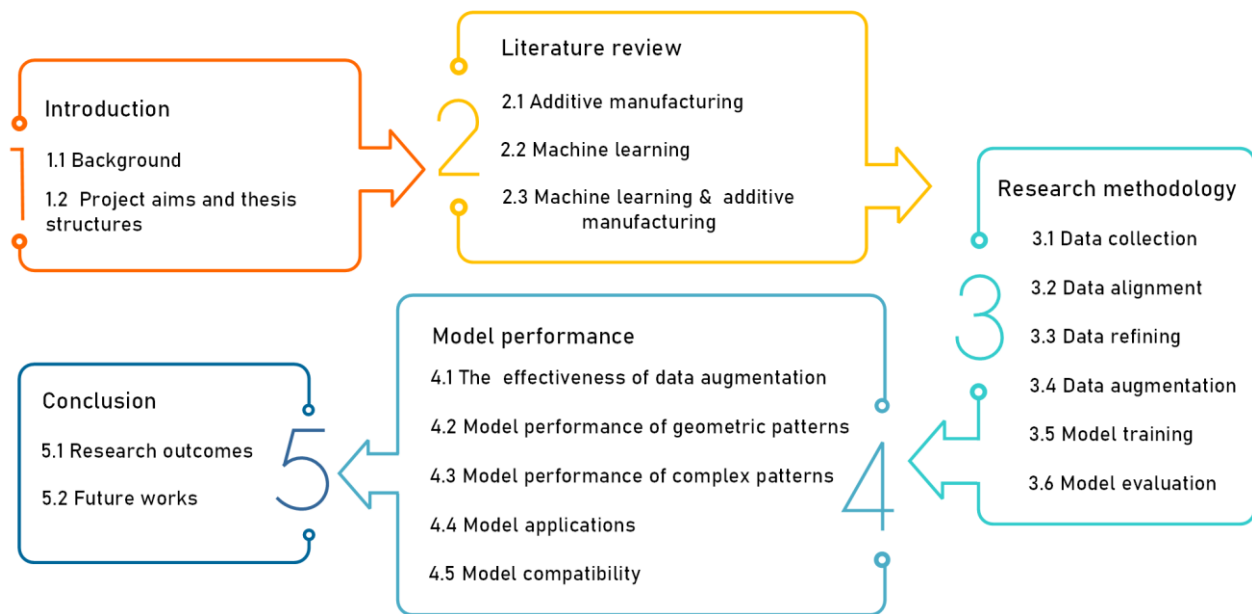 1
Introduction
1.1 Background
1.2 Project aims and thesis
structures
2
Literature review
2.1 Additive manufacturing
2.2 Machine learning
2.3 Machine learning & additive
manufacturing
3
Research methodology
3.1 Data collection
3.2 Data alignment
3.3 Data refining
3.4 Data augmentation
3.5 Model training
3.6 Model evaluation
4
Model performance
4.1 The effectiveness of data augmentation
4.2 Model performance of geometric patterns
4.3 Model performance of complex patterns
4.4 Model applications
4.5 Model compatibility
5
Conclusion
5.1 Research outcomes
5.2 Future works